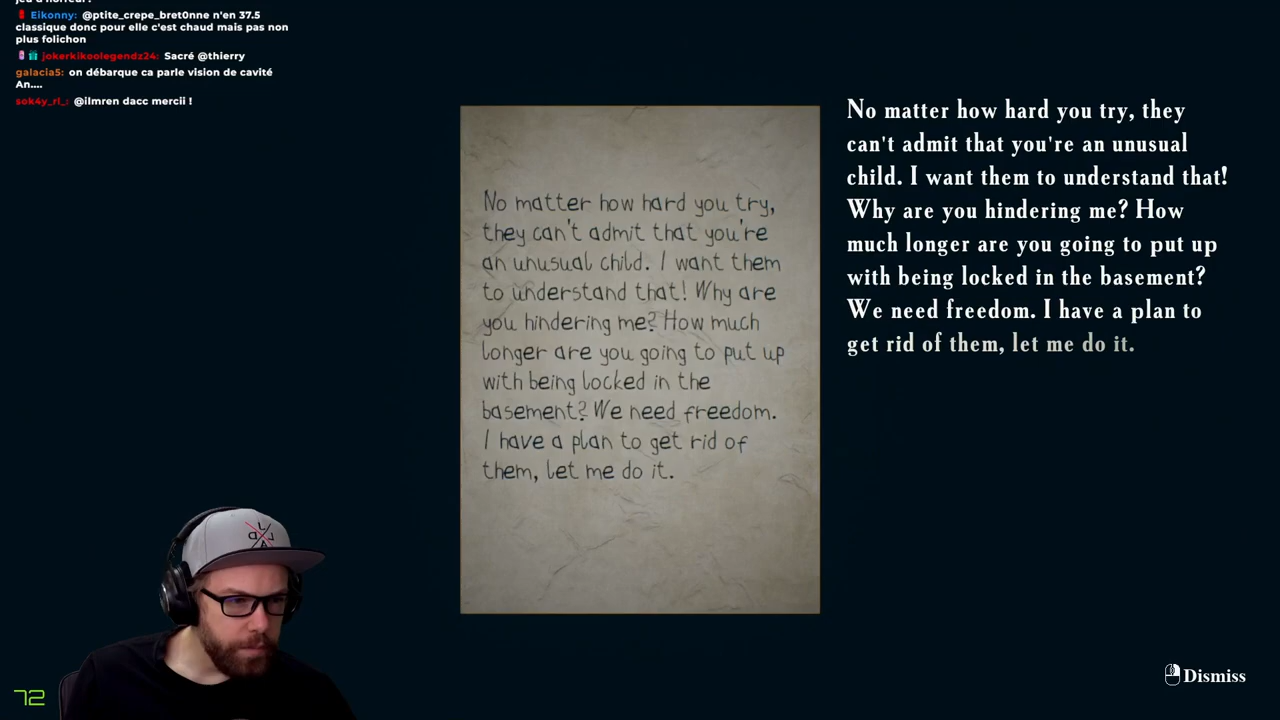 Eikonny: @ptite_crepe_bret0nne n'en 37.5
classique donc pour elle c'est chaud mais pas non
plus folichon
jokerkikoolegendz24: Sacré @thierry
galacia5: on débarque ca parle vision de cavité
An....
sok4y_rl_: @ilmren dacc mercii !
No matter how hard you try,
they can't admit that you're
an unusual child. I want them
to understand that! Why are
you hindering me? How much
longer are you going to put up
with being locked in the
basement? We need freedom.
I have a plan to get rid of
them, let me do it.
No matter how hard you try, they
can't admit that you're an unusual
child. I want them to understand that!
Why are you hindering me? How
much longer are you going to put up
with being locked in the basement?
We need freedom. I have a plan to
get rid of them, let me do it.
Dismiss
72